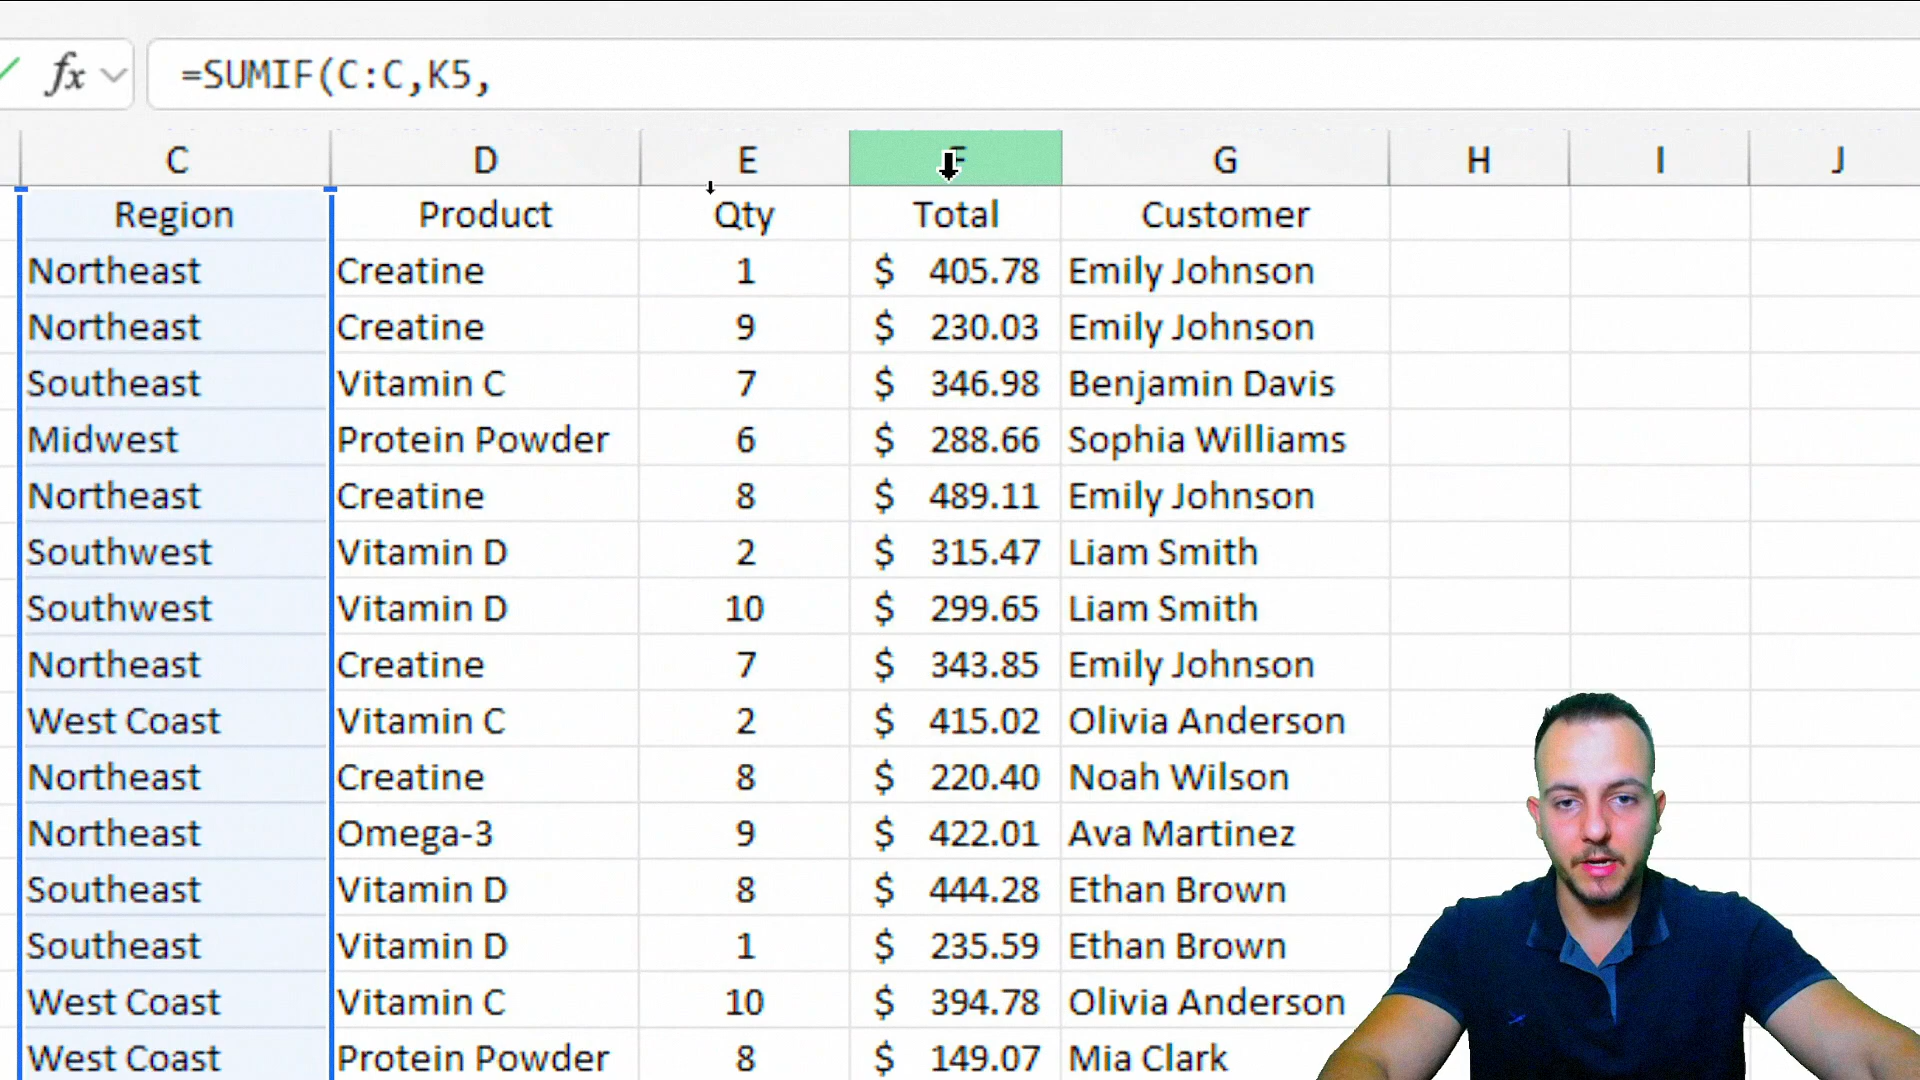 fx =SUMIF(C:C,K5,
C D E F G H I J
Region Product Qty Total Customer
Northeast Creatine 1 $ 405.78 Emily Johnson
Northeast Creatine 9 $ 230.03 Emily Johnson
Southeast Vitamin C 7 $ 346.98 Benjamin Davis
Midwest Protein Powder 6 $ 288.66 Sophia Williams
Northeast Creatine 8 $ 489.11 Emily Johnson
Southwest Vitamin D 2 $ 315.47 Liam Smith
Southwest Vitamin D 10 $ 299.65 Liam Smith
Northeast Creatine 7 $ 343.85 Emily Johnson
West Coast Vitamin C 2 $ 415.02 Olivia Anderson
Northeast Creatine 8 $ 220.40 Noah Wilson
Northeast Omega-3 9 $ 422.01 Ava Martinez
Southeast Vitamin D 8 $ 444.28 Ethan Brown
Southeast Vitamin D 1 $ 235.59 Ethan Brown
West Coast Vitamin C 10 $ 394.78 Olivia Anderson
West Coast Protein Powder 8 $ 149.07 Mia Clark